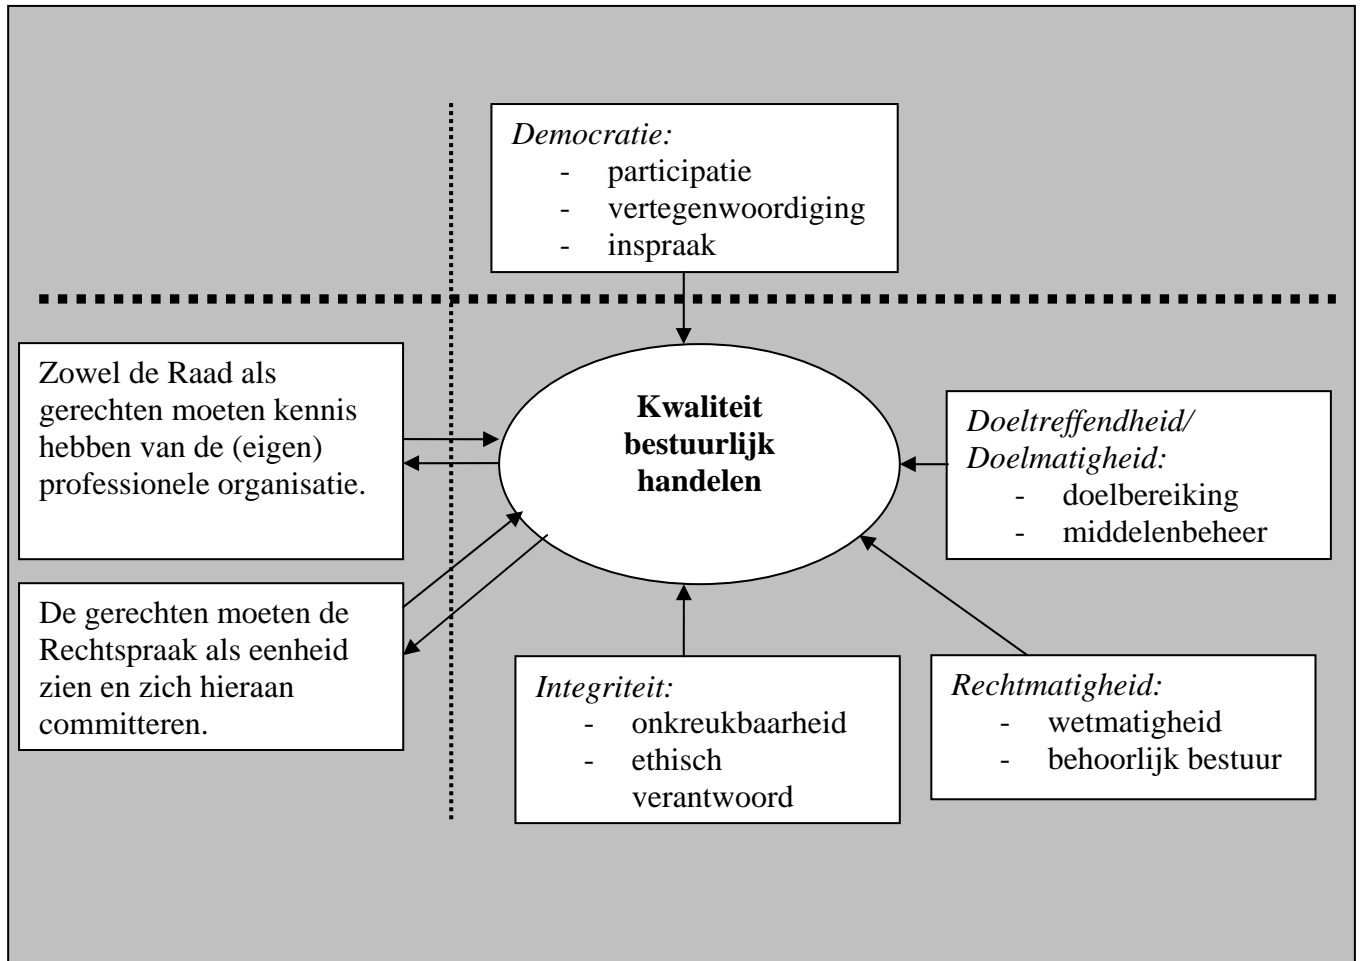 Democratie:
- participatie
- vertegenwoordiging
- inspraak
Zowel de Raad als
gerechten moeten kennis
hebben van de (eigen)
professionele organisatie.
Kwaliteit
bestuurlijk
handelen
Doeltreffendheid/
Doelmatigheid:
- doelbereiking
- middelenbeheer
De gerechten moeten de
Rechtspraak als eenheid
zien en zich hieraan
committeren.
Integriteit:
- onkreukbaarheid
- ethisch
verantwoord
Rechtmatigheid:
- wetmatigheid
- behoorlijk bestuur